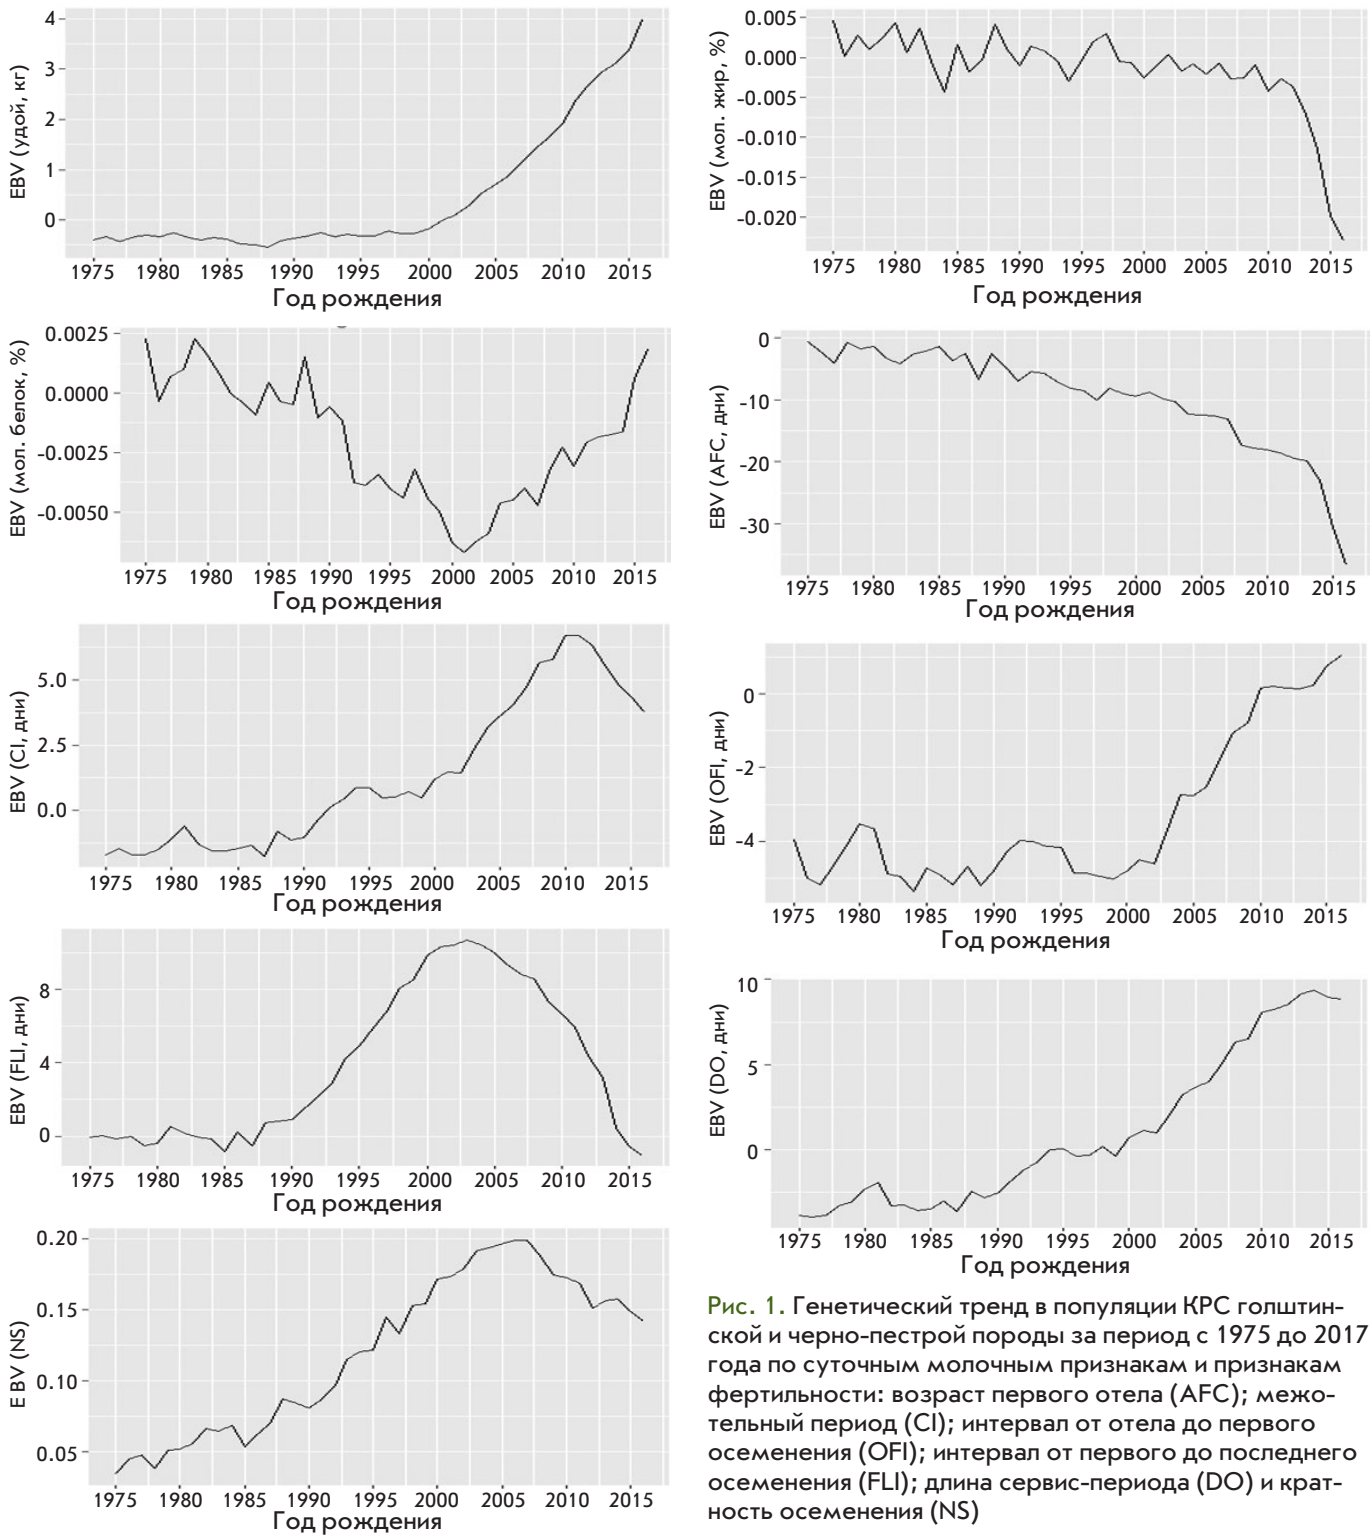 EBV (удой, кг)
4
3
2
1
0
1975 1980 1985 1990 1995 2000 2005 2010 2015
Год рождения
EBV (мол. жир, %)
0.005
0.000
-0.005
-0.010
-0.015
-0.020
1975 1980 1985 1990 1995 2000 2005 2010 2015
Год рождения
EBV (мол. белок, %)
0.0025
0.0000
-0.0025
-0.0050
1975 1980 1985 1990 1995 2000 2005 2010 2015
Год рождения
EBV (AFC, дни)
0
-10
-20
-30
1975 1980 1985 1990 1995 2000 2005 2010 2015
Год рождения
EBV (CI, дни)
5.0
2.5
0.0
1975 1980 1985 1990 1995 2000 2005 2010 2015
Год рождения
EBV (OFI, дни)
0
-2
-4
1975 1980 1985 1990 1995 2000 2005 2010 2015
Год рождения
EBV (FLI, дни)
8
4
0
1975 1980 1985 1990 1995 2000 2005 2010 2015
Год рождения
EBV (DO, дни)
10
5
0
1975 1980 1985 1990 1995 2000 2005 2010 2015
Год рождения
E BV (NS)
0.20
0.15
0.10
0.05
1975 1980 1985 1990 1995 2000 2005 2010 2015
Год рождения
Рис. 1. Генетический тренд в популяции КРС голштин-
ской и черно-пестрой породы за период с 1975 до 2017
года по суточным молочным признакам и признакам
фертильности: возраст первого отела (AFC); межо-
тельный период (CI); интервал от отела до первого
осеменения (OFI); интервал от первого до последнего
осеменения (FLI); длина сервис-периода (DO) и крат-
ность осеменения (NS)